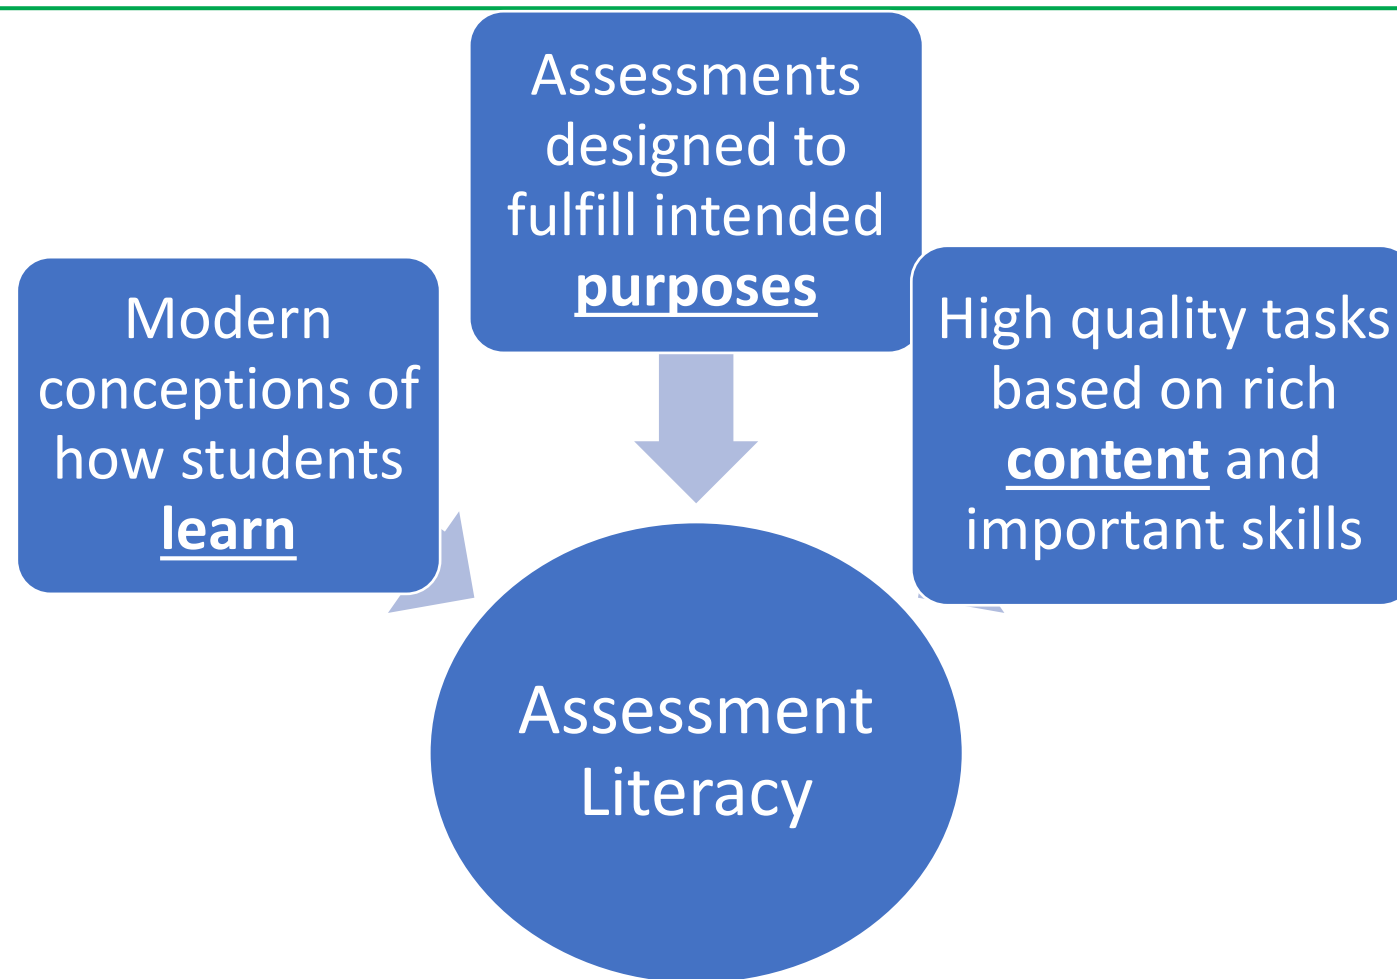 Assessments
designed to
fulfill intended
purposes
Modern
conceptions of
how students
learn
High quality tasks
based on rich
content and
important skills
Assessment
Literacy